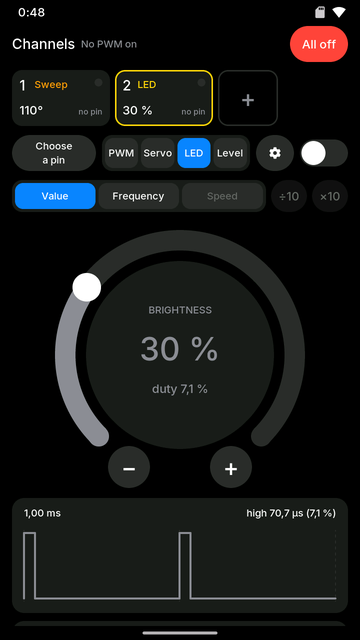 0:48
Channels No PWM on All off
1 Sweep
110° no pin
2 LED
30 % no pin
+
Choose
a pin
PWM Servo LED Level
Value Frequency Speed ÷10 ×10
BRIGHTNESS
30 %
duty 7,1 %
− +
1,00 ms high 70,7 µs (7,1 %)